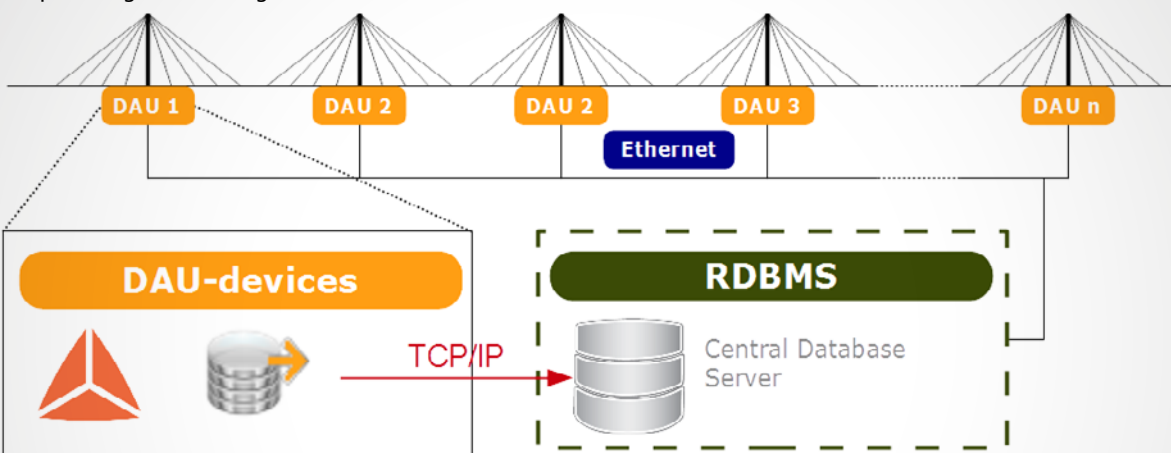 DAU 1
DAU 2
DAU 2
DAU 3
DAU n
Ethernet
DAU-devices
RDBMS
TCP/IP
Central Database
Server